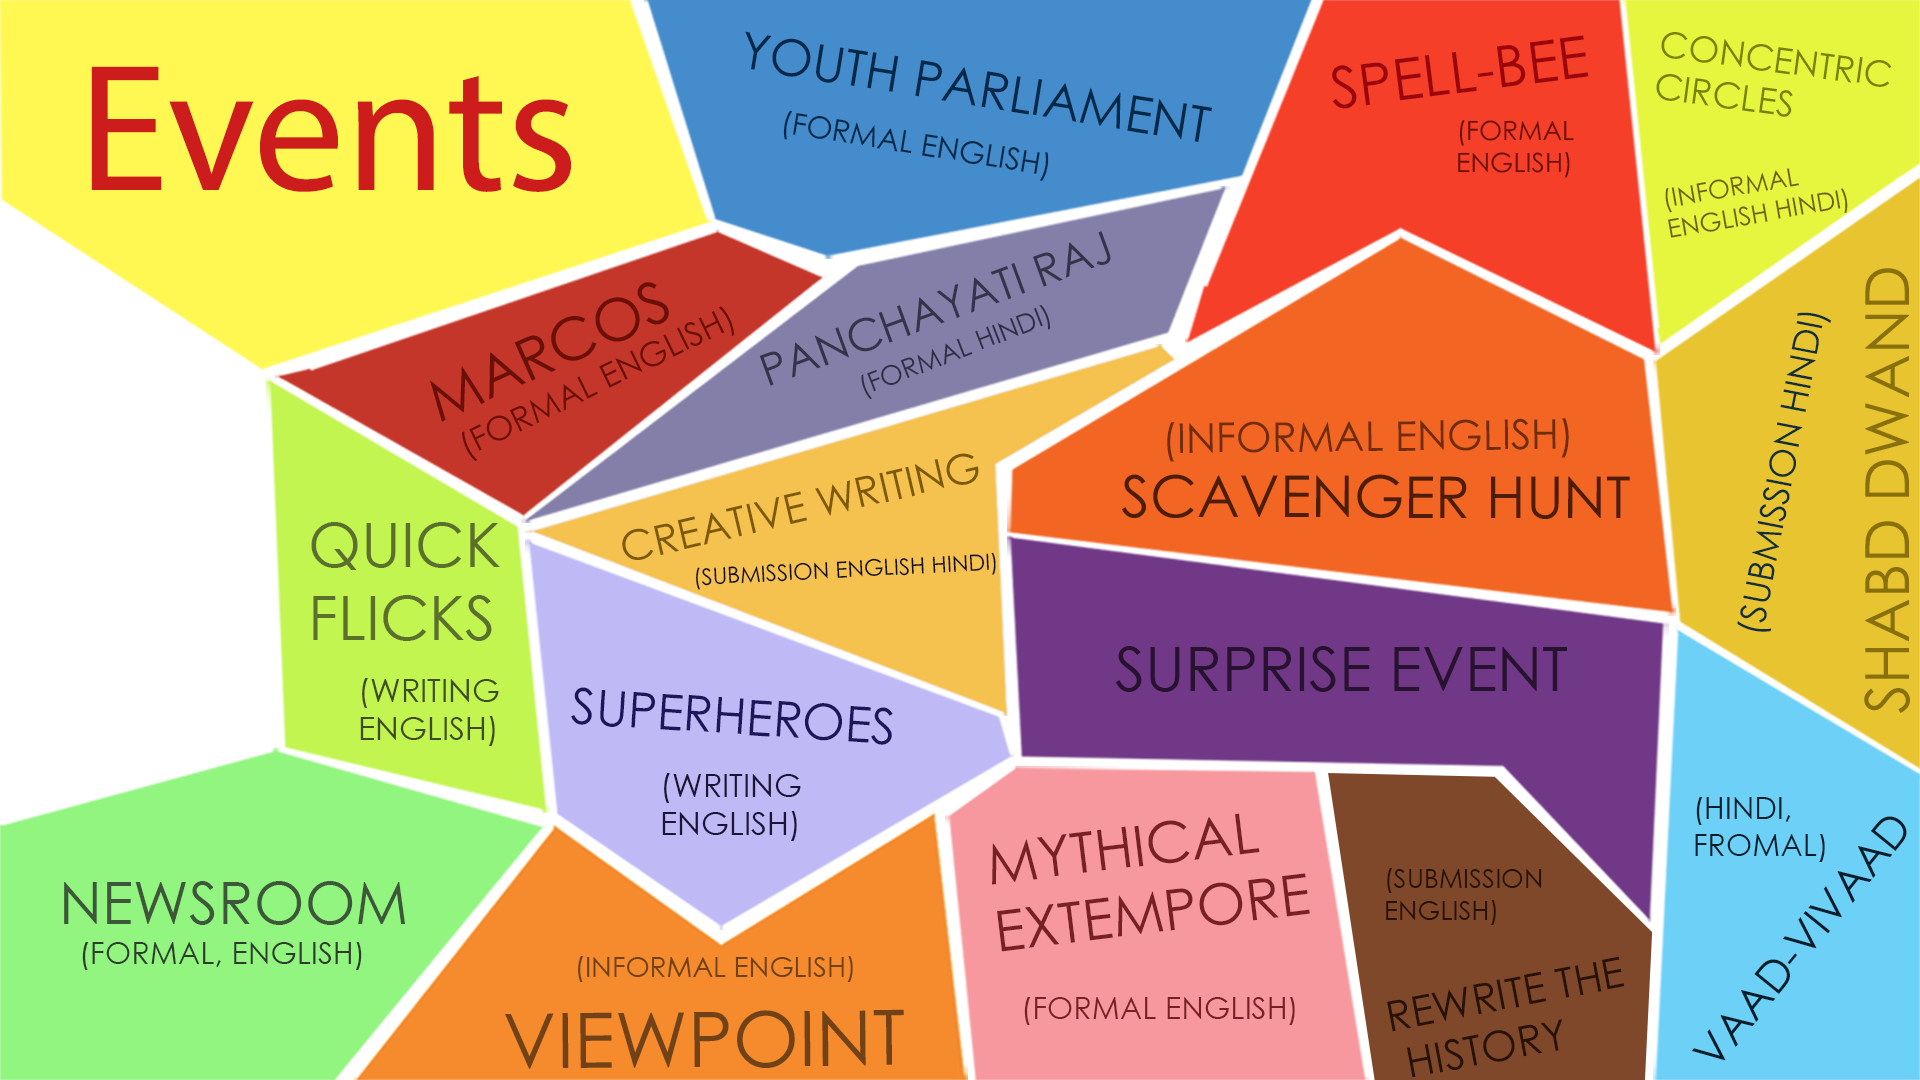 Events
YOUTH PARLIAMENT
(FORMAL ENGLISH)
SPELL-BEE
(FORMAL
ENGLISH)
CONCENTRIC
CIRCLES
(INFORMAL
ENGLISH HINDI)
MARCOS
(FORMAL ENGLISH)
PANCHAYATI RAJ
(FORMAL HINDI)
CREATIVE WRITING
(SUBMISSION ENGLISH HINDI)
(INFORMAL ENGLISH)
SCAVENGER HUNT
(SUBMISSION HINDI)
SHABD DWAND
QUICK
FLICKS
(WRITING
ENGLISH)
SUPERHEROES
(WRITING
ENGLISH)
SURPRISE EVENT
NEWSROOM
(FORMAL, ENGLISH)
(INFORMAL ENGLISH)
VIEWPOINT
MYTHICAL
EXTEMPORE
(FORMAL ENGLISH)
(SUBMISSION
ENGLISH)
REWRITE THE
HISTORY
(HINDI,
FROMAL)
VAAD-VIVAAD